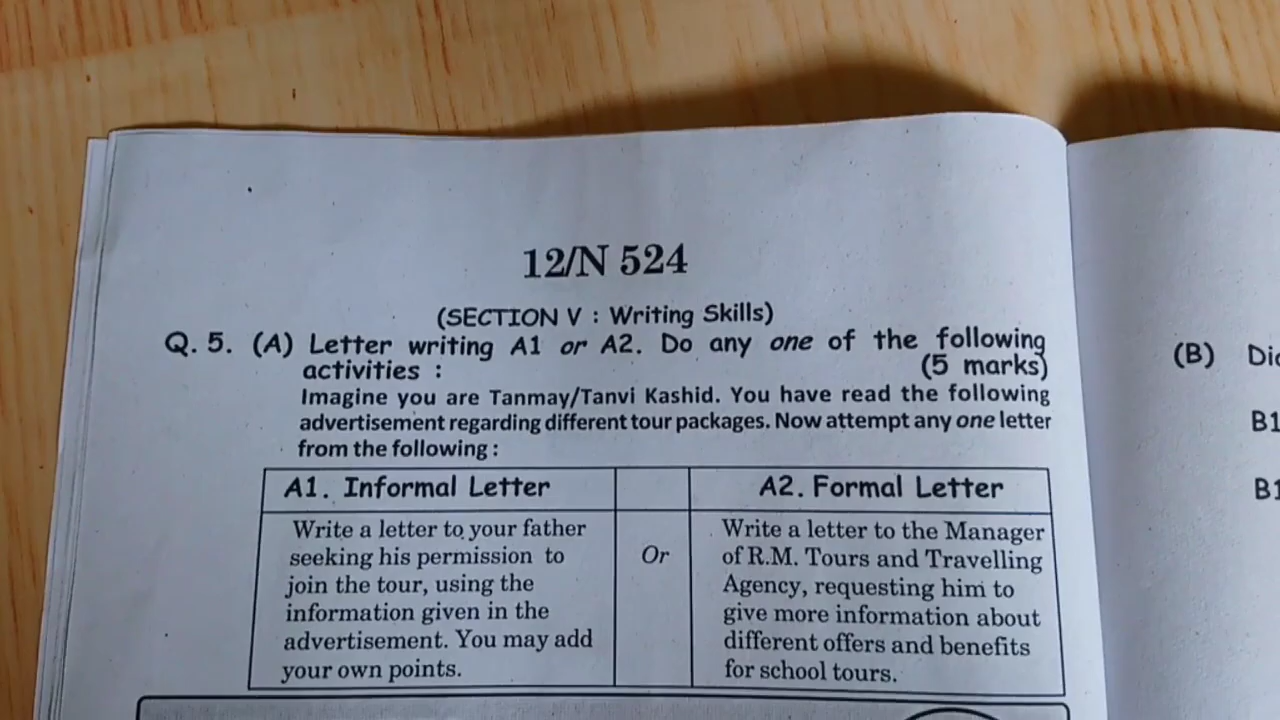 12/N 524
(SECTION V : Writing Skills)
Q. 5. (A) Letter writing A1 or A2. Do any one of the following
activities : (5 marks)
Imagine you are Tanmay/Tanvi Kashid. You have read the following
advertisement regarding different tour packages. Now attempt any one letter
from the following :
A1. Informal Letter
Write a letter to your father
seeking his permission to
join the tour, using the
information given in the
advertisement. You may add
your own points.
Or
A2. Formal Letter
Write a letter to the Manager
of R.M. Tours and Travelling
Agency, requesting him to
give more information about
different offers and benefits
for school tours.
(B)
B1
B1